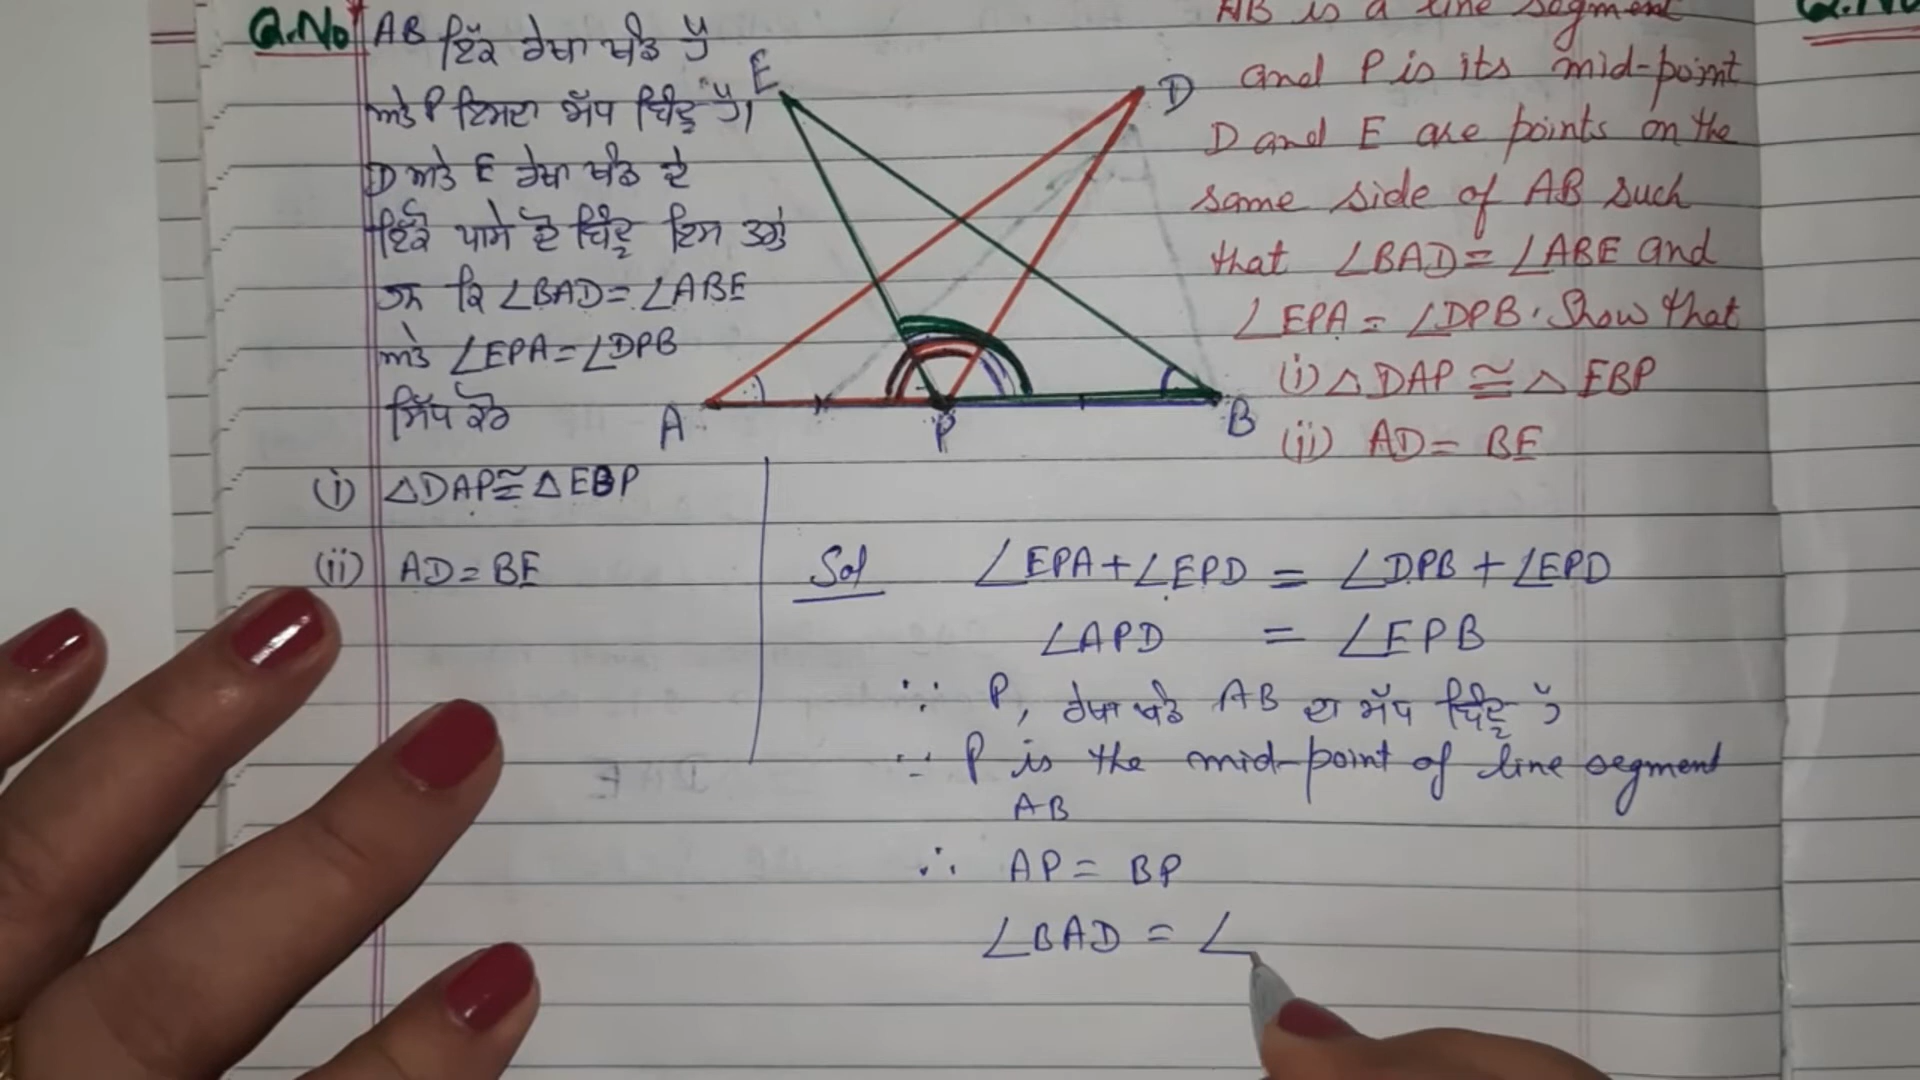 Q.No AB ਇੱਕ ਰੇਖਾ ਖੰਡ ਹੈ
ਅਤੇ P ਇਸਦਾ ਮੱਧ ਬਿੰਦੂ ਹੈ।
D ਅਤੇ E ਰੇਖਾ ਖੰਡ ਦੇ
ਇੱਕੋ ਪਾਸੇ ਦੋ ਬਿੰਦੂ ਇਸ ਤਰ੍ਹਾਂ
ਹਨ ਕਿ ∠BAD = ∠ABE
ਅਤੇ ∠EPA = ∠DPB
ਸਿੱਧ ਕਰੋ
(i) △DAP ≅ △EBP
(ii) AD = BE
E
D
A
P
B
AB is a line segment
and P is its mid-point
D and E are points on the
same side of AB such
that ∠BAD = ∠ABE and
∠EPA = ∠DPB. Show that
(i) △DAP ≅ △EBP
(ii) AD = BE
Sol ∠EPA + ∠EPD = ∠DPB + ∠EPD
∠APD = ∠EPB
∵ P, ਰੇਖਾ ਖੰਡ AB ਦਾ ਮੱਧ ਬਿੰਦੂ ਹੈ
∵ P is the mid-point of line segment
AB
∴ AP = BP
∠BAD = ∠